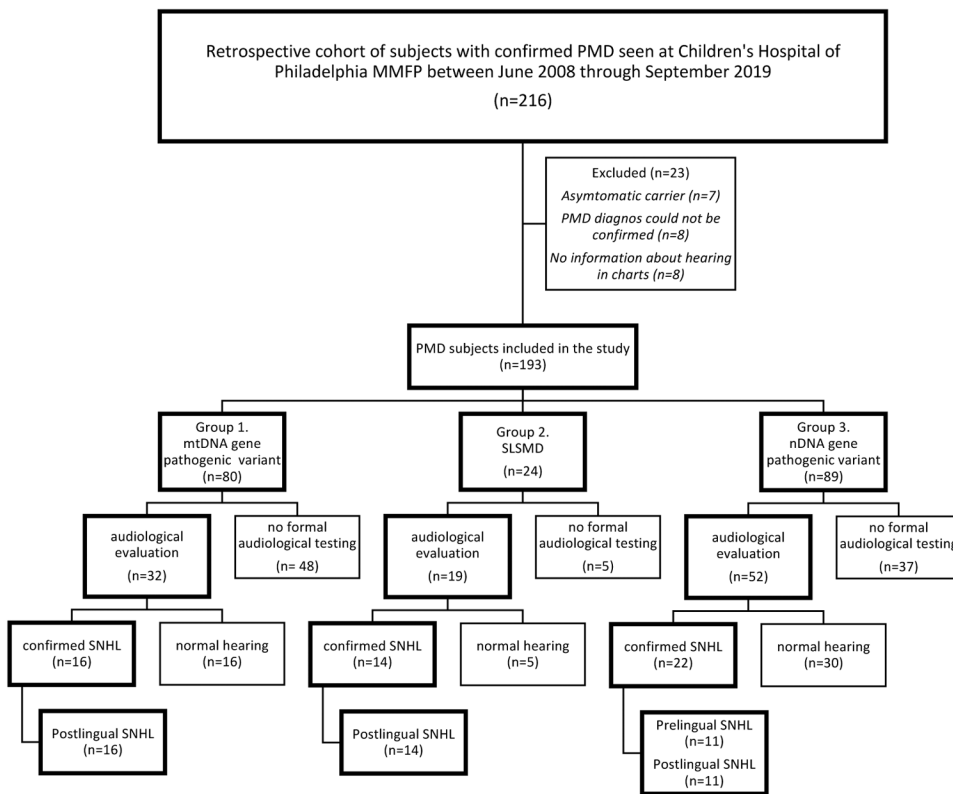 Retrospective cohort of subjects with confirmed PMD seen at Children's Hospital of
Philadelphia MMFP between June 2008 through September 2019
(n=216)
Excluded (n=23)
Asymtomatic carrier (n=7)
PMD diagnos could not be
confirmed (n=8)
No information about hearing
in charts (n=8)
PMD subjects included in the study
(n=193)
Group 1.
mtDNA gene
pathogenic variant
(n=80)
Group 2.
SLSMD
(n=24)
Group 3.
nDNA gene
pathogenic variant
(n=89)
audiological
evaluation
(n=32)
no formal
audiological testing
(n= 48)
audiological
evaluation
(n=19)
no formal
audiological testing
(n=5)
audiological
evaluation
(n=52)
no formal
audiological testing
(n=37)
confirmed SNHL
(n=16)
normal hearing
(n=16)
confirmed SNHL
(n=14)
normal hearing
(n=5)
confirmed SNHL
(n=22)
normal hearing
(n=30)
Postlingual SNHL
(n=16)
Postlingual SNHL
(n=14)
Prelingual SNHL
(n=11)
Postlingual SNHL
(n=11)